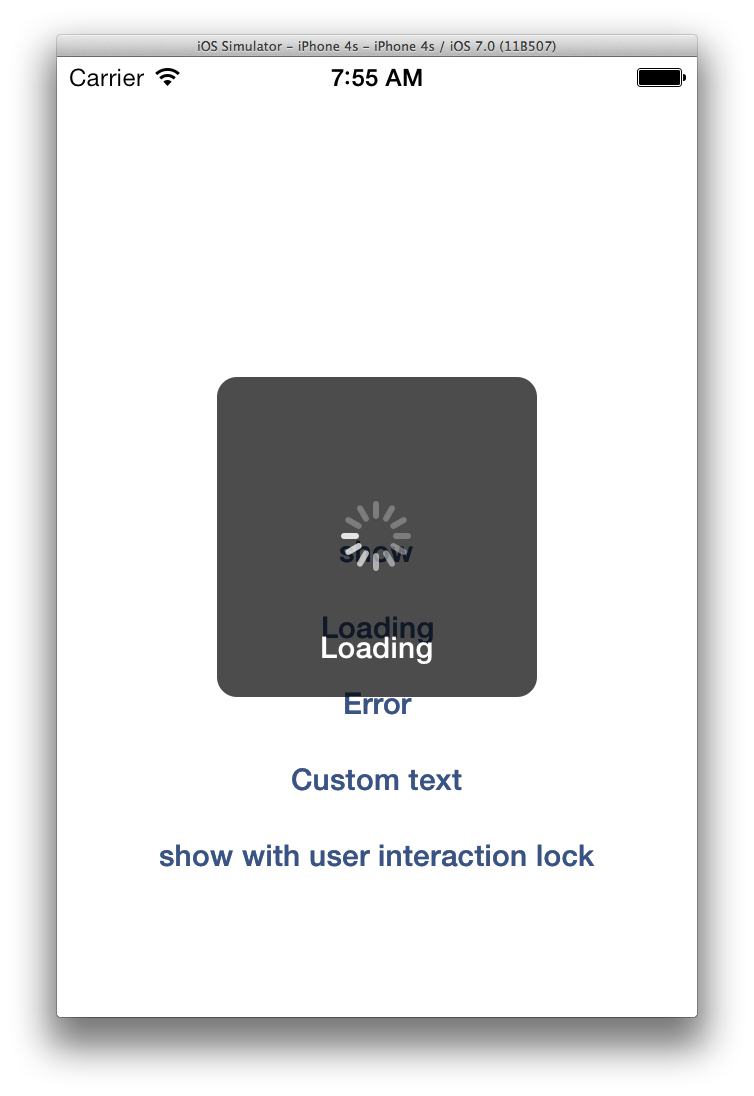 iOS Simulator – iPhone 4s – iPhone 4s / iOS 7.0 (11B507)
Carrier 7:55 AM
show
Loading
Loading
Error
Custom text
show with user interaction lock